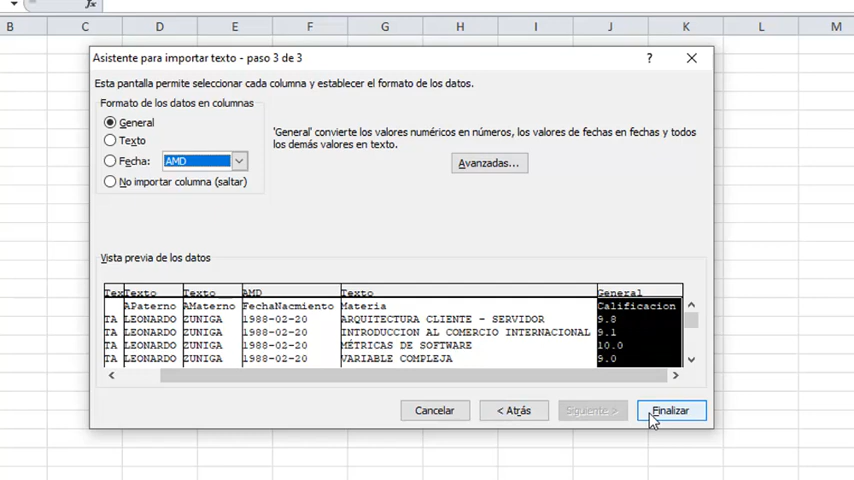 fx
B C D E F G H I J K L M
Asistente para importar texto - paso 3 de 3 ?
Esta pantalla permite seleccionar cada columna y establecer el formato de los datos.
Formato de los datos en columnas
General
Texto
Fecha: AMD
No importar columna (saltar)
'General' convierte los valores numéricos en números, los valores de fechas en fechas y todos
los demás valores en texto.
Avanzadas...
Vista previa de los datos
Tex Texto Texto AMD Texto General
APaterno AMaterno FechaNacmiento Materia Calificacion
TA LEONARDO ZUNIGA 1988-02-20 ARQUITECTURA CLIENTE - SERVIDOR 9.8
TA LEONARDO ZUNIGA 1988-02-20 INTRODUCCION AL COMERCIO INTERNACIONAL 9.1
TA LEONARDO ZUNIGA 1988-02-20 MÉTRICAS DE SOFTWARE 10.0
TA LEONARDO ZUNIGA 1988-02-20 VARIABLE COMPLEJA 9.0
Cancelar < Atrás Siguiente > Finalizar